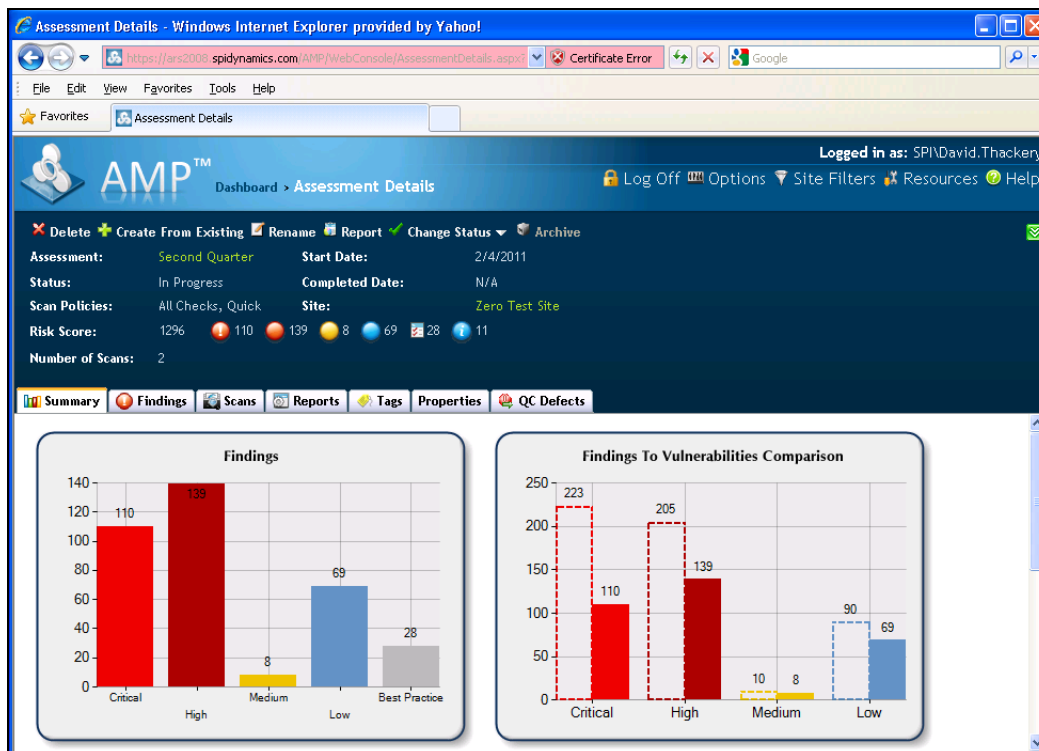 Assessment Details - Windows Internet Explorer provided by Yahoo!
https://ars2008.spidynamics.com/AMP/WebConsole/AssessmentDetails.aspx? Certificate Error Google
File Edit View Favorites Tools Help
Favorites Assessment Details
Logged in as: SPI\David.Thackery
AMP™ Dashboard › Assessment Details Log Off Options Site Filters Resources Help
Delete Create From Existing Rename Report Change Status Archive
Assessment: Second Quarter Start Date: 2/4/2011
Status: In Progress Completed Date: N/A
Scan Policies: All Checks, Quick Site: Zero Test Site
Risk Score: 1296 110 139 8 69 28 11
Number of Scans: 2
Summary Findings Scans Reports Tags Properties QC Defects
Findings
140
120
100
80
60
40
20
0
110
139
8
69
28
Critical
High
Medium
Low
Best Practice
Findings To Vulnerabilities Comparison
250
200
150
100
50
0
223
110
205
139
10
8
90
69
Critical High Medium Low